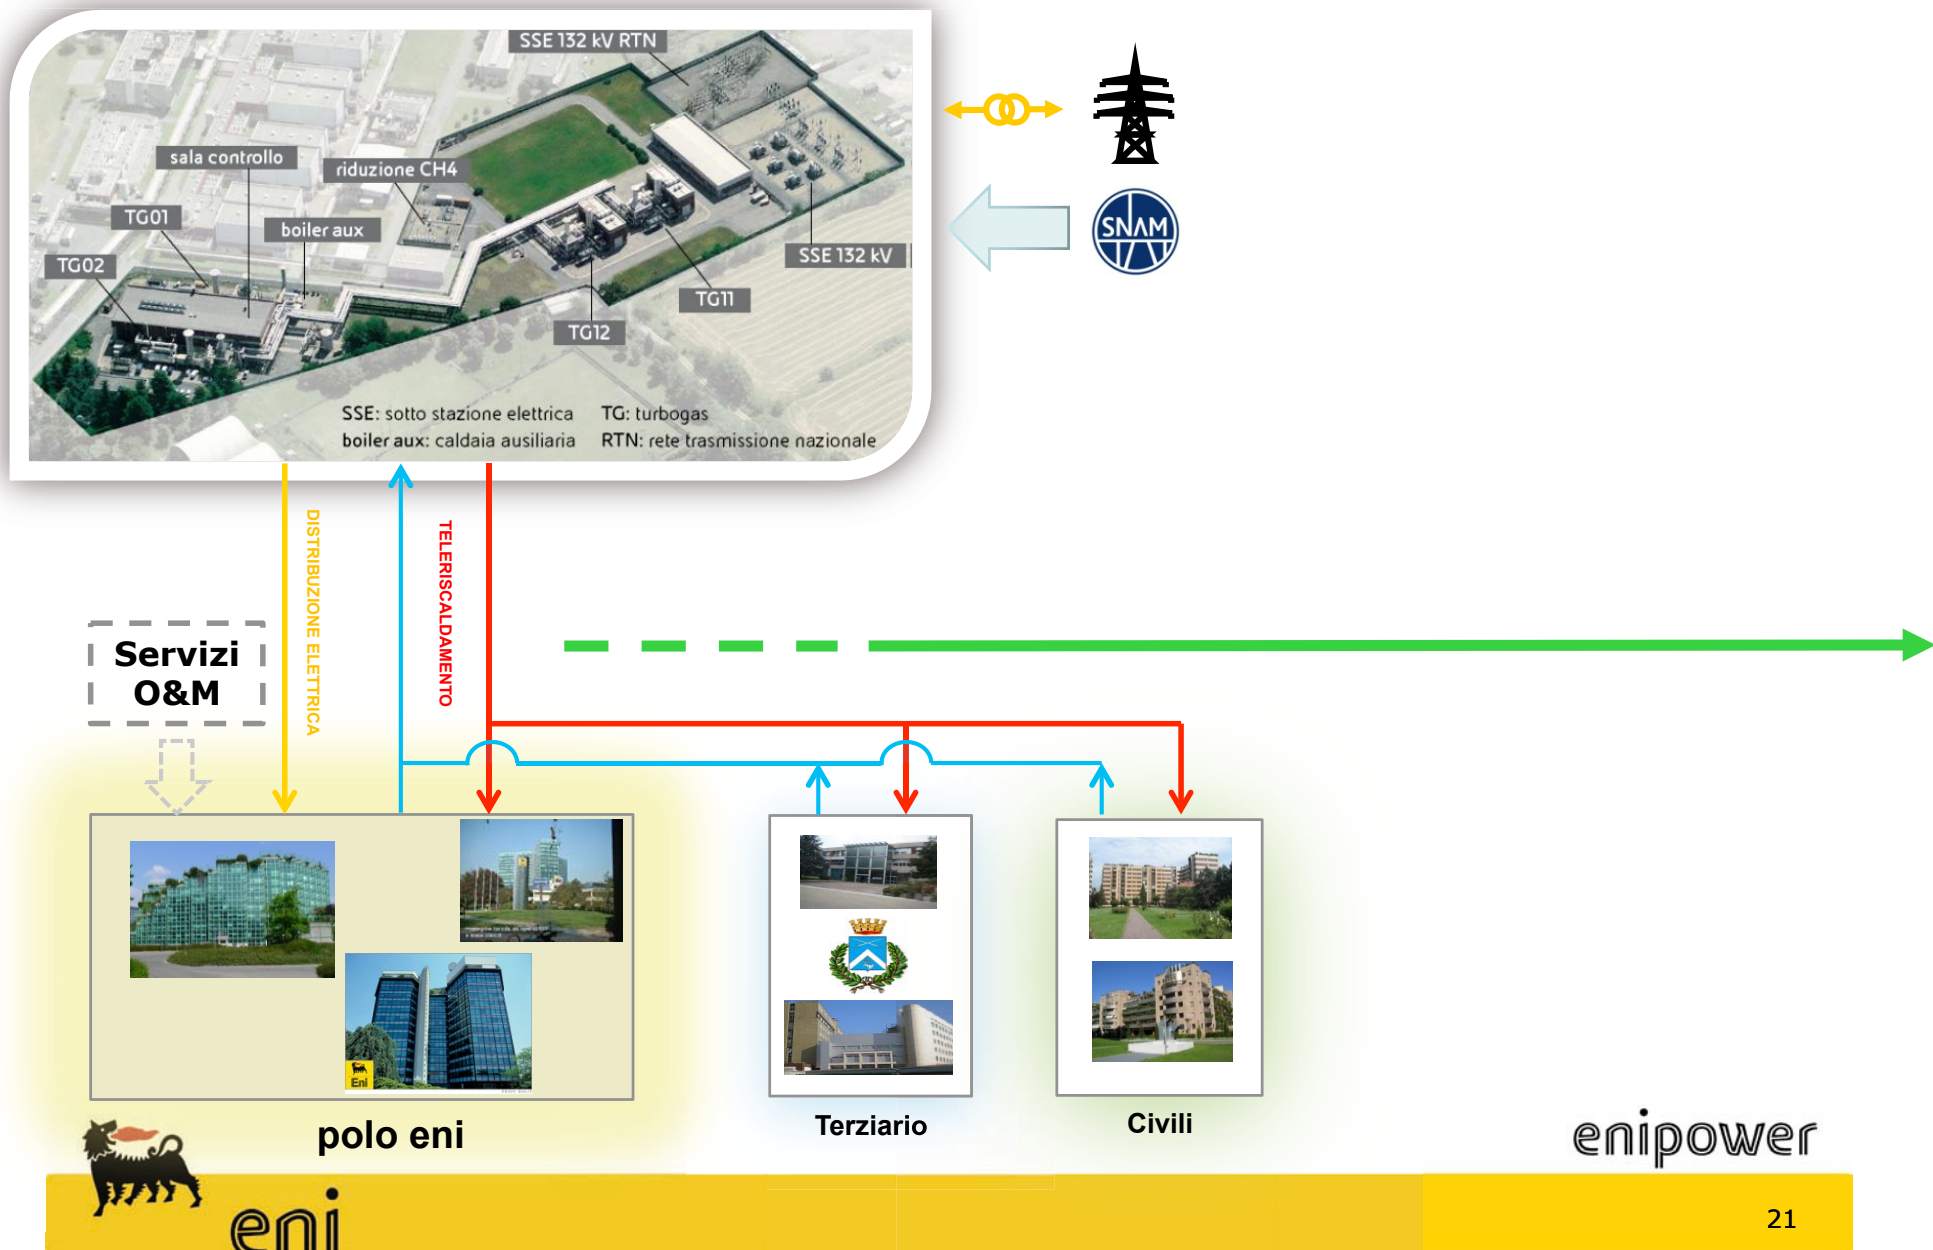 SSE 132 kV RTN
sala controllo
riduzione CH4
TG01
boiler aux
TG02
SSE 132 kV
TG11
TG12
SSE: sotto stazione elettrica TG: turbogas
boiler aux: caldaia ausiliaria RTN: rete trasmissione nazionale
SNAM
DISTRIBUZIONE ELETTRICA
TELERISCALDAMENTO
Servizi
O&M
Eni
polo eni
Terziario
Civili
enipower
eni
21